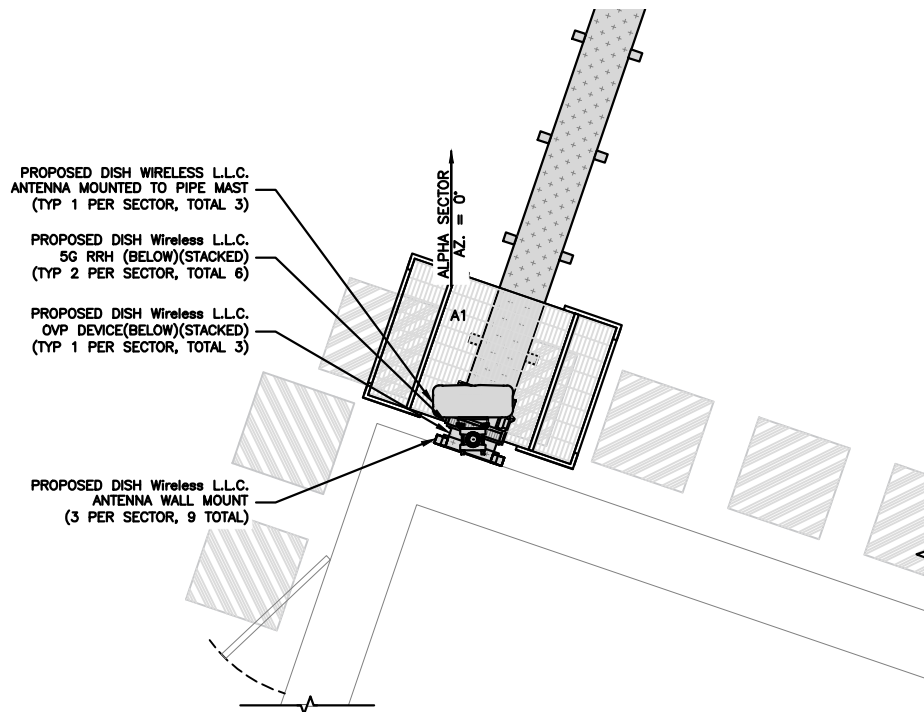 PROPOSED DISH WIRELESS L.L.C.
ANTENNA MOUNTED TO PIPE MAST
(TYP 1 PER SECTOR, TOTAL 3)
PROPOSED DISH Wireless L.L.C.
5G RRH (BELOW)(STACKED)
(TYP 2 PER SECTOR, TOTAL 6)
PROPOSED DISH Wireless L.L.C.
OVP DEVICE(BELOW)(STACKED)
(TYP 1 PER SECTOR, TOTAL 3)
PROPOSED DISH Wireless L.L.C.
ANTENNA WALL MOUNT
(3 PER SECTOR, 9 TOTAL)
ALPHA SECTOR
AZ. = 0°
A1